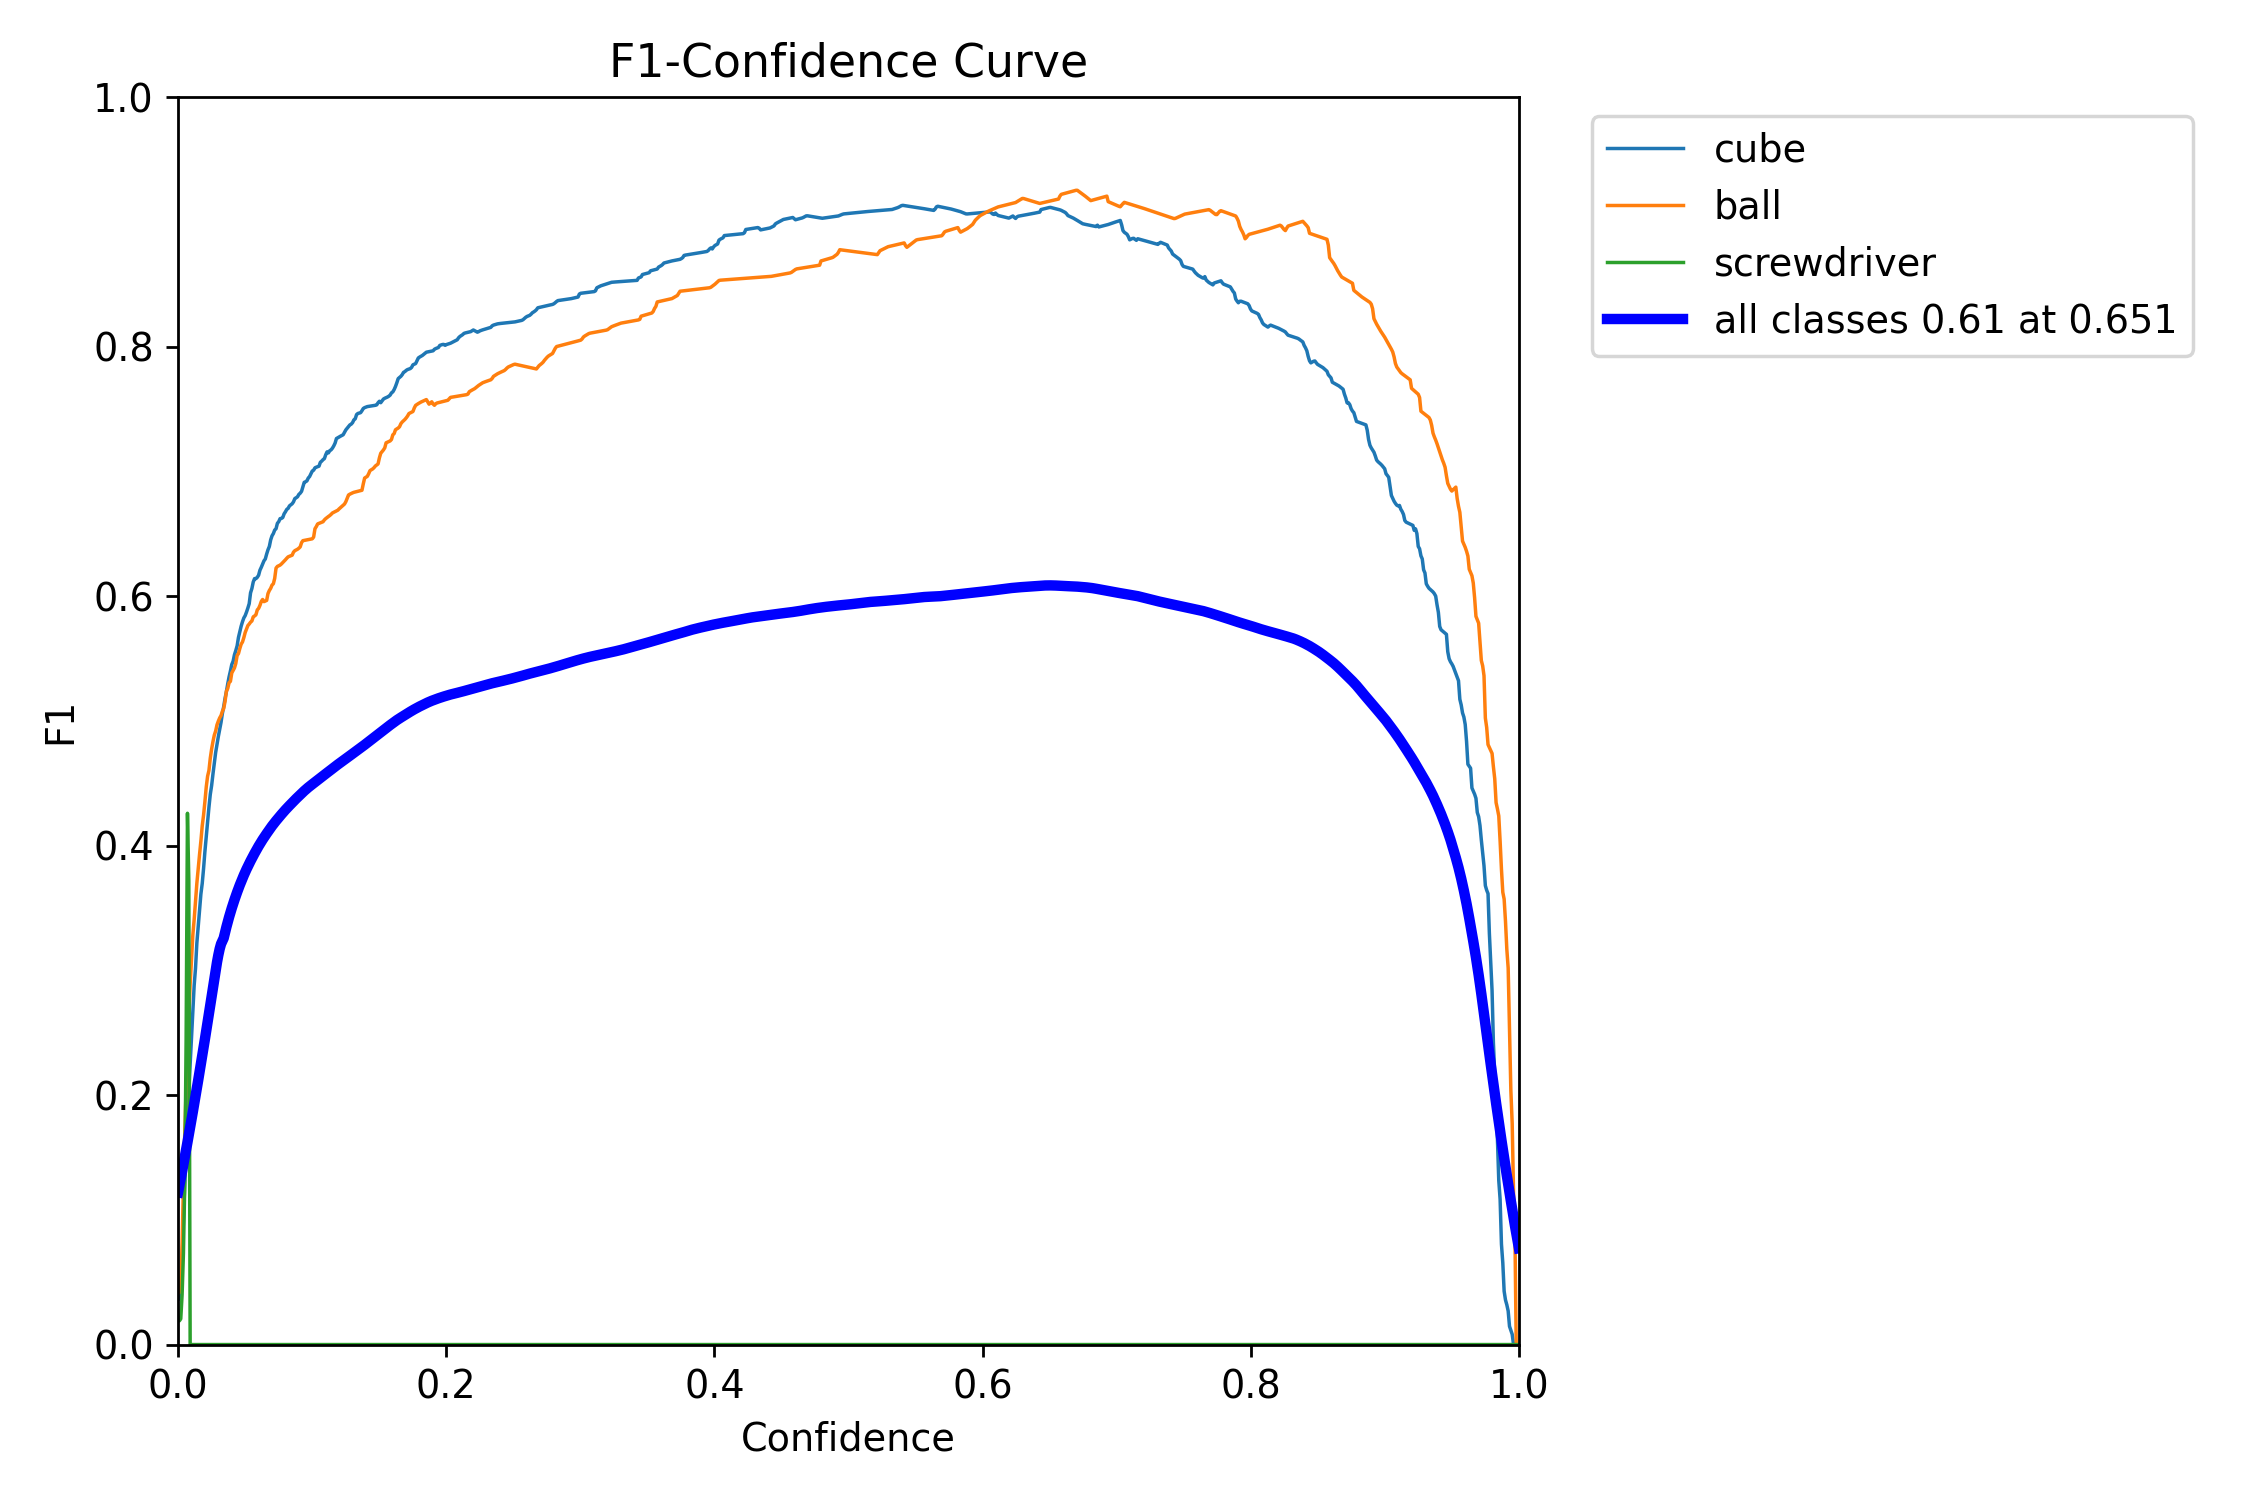 F1-Confidence Curve
1.0
0.8
0.6
0.4
0.2
0.0
F1
0.0 0.2 0.4 0.6 0.8 1.0
Confidence
cube
ball
screwdriver
all classes 0.61 at 0.651